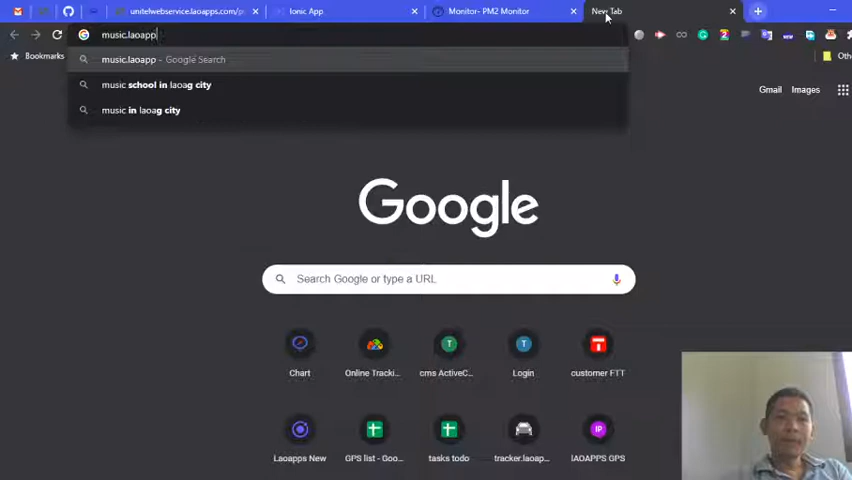 unitelwebservice.laoapps.com/p
Ionic App
Monitor- PM2 Monitor
New Tab
music.laoapp
Bookmarks
Othe
music.laoapp - Google Search
music school in laoag city
music in laoag city
Gmail
Images
Google
Search Google or type a URL
Chart
Online Tracki...
cms ActiveC...
Login
customer FTT
Laoapps New
GPS list - Goo...
tasks todo
tracker.laoap...
lAOAPPS GPS